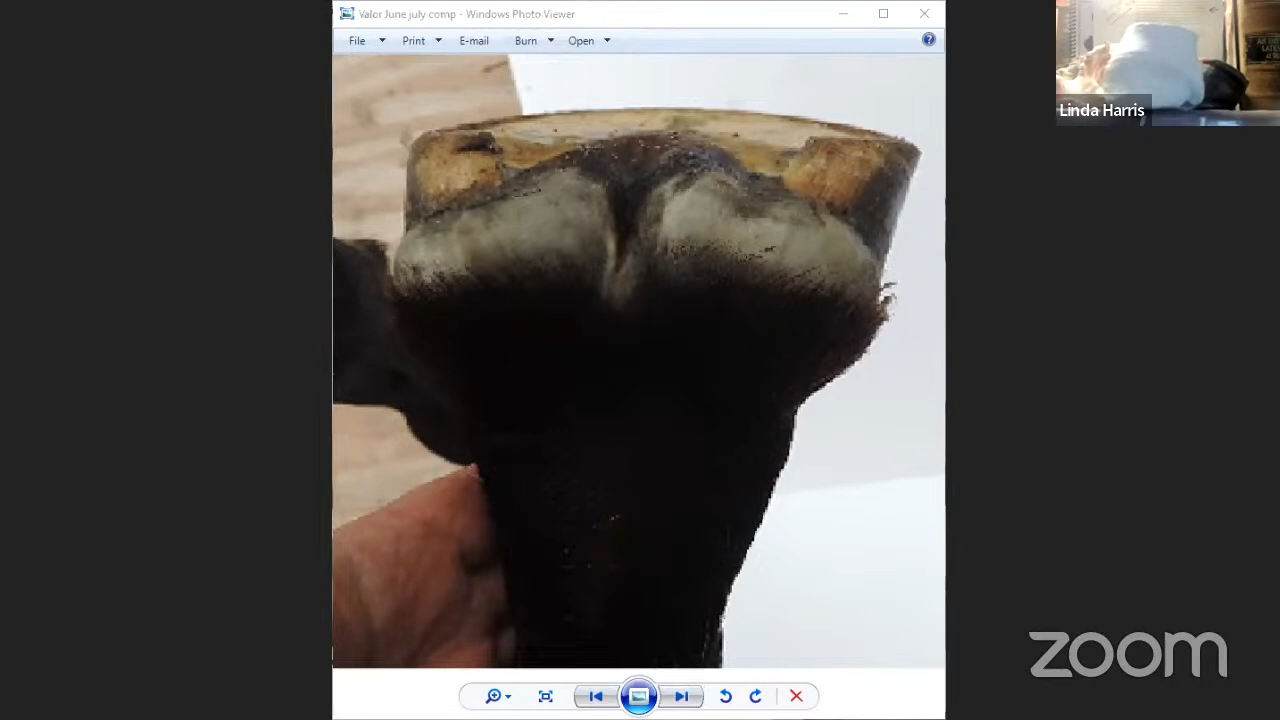 Valor June july comp - Windows Photo Viewer
File Print E-mail Burn Open
Linda Harris
zoom